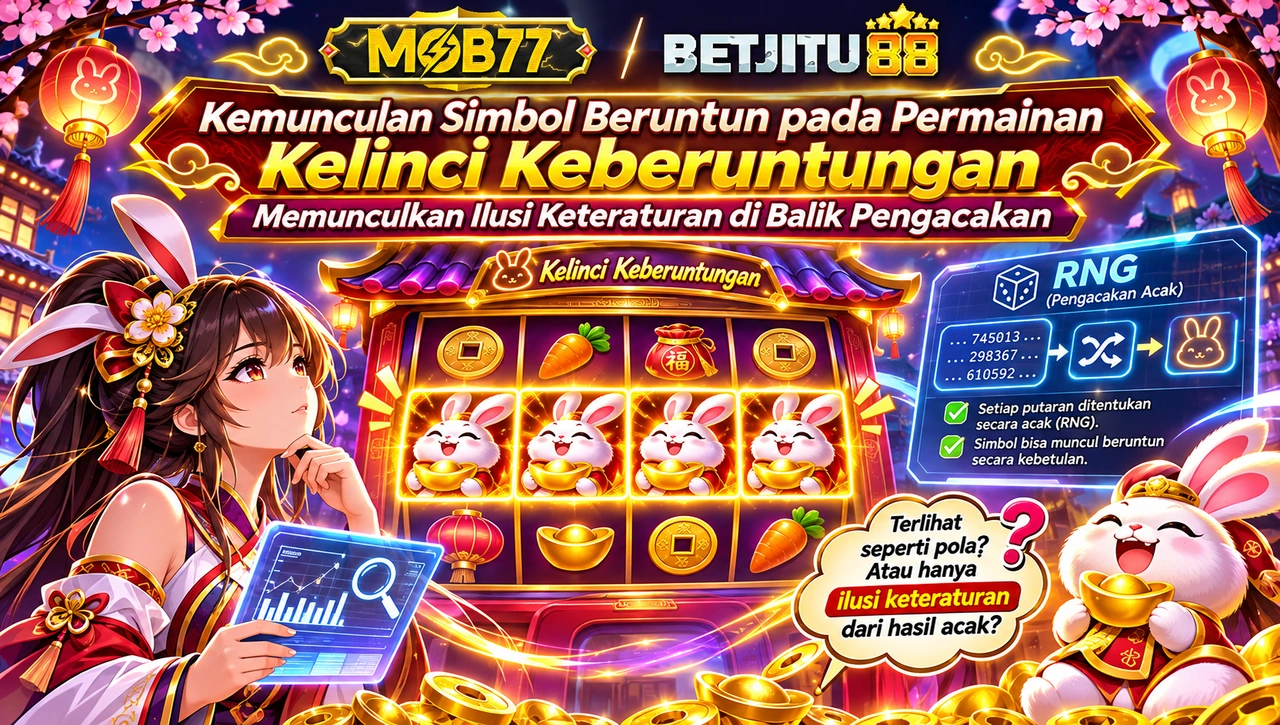 MOB77 / BETJITU88
Kemunculan Simbol Beruntun pada Permainan
Kelinci Keberuntungan
Memunculkan Ilusi Keteraturan di Balik Pengacakan
Kelinci Keberuntungan
福
RNG
(Pengacakan Acak)
... 745013 ...
... 298367 ...
... 610592 ...
Setiap putaran ditentukan
secara acak (RNG).
Simbol bisa muncul beruntun
secara kebetulan.
Terlihat
seperti pola?
Atau hanya
ilusi keteraturan
dari hasil acak?
?